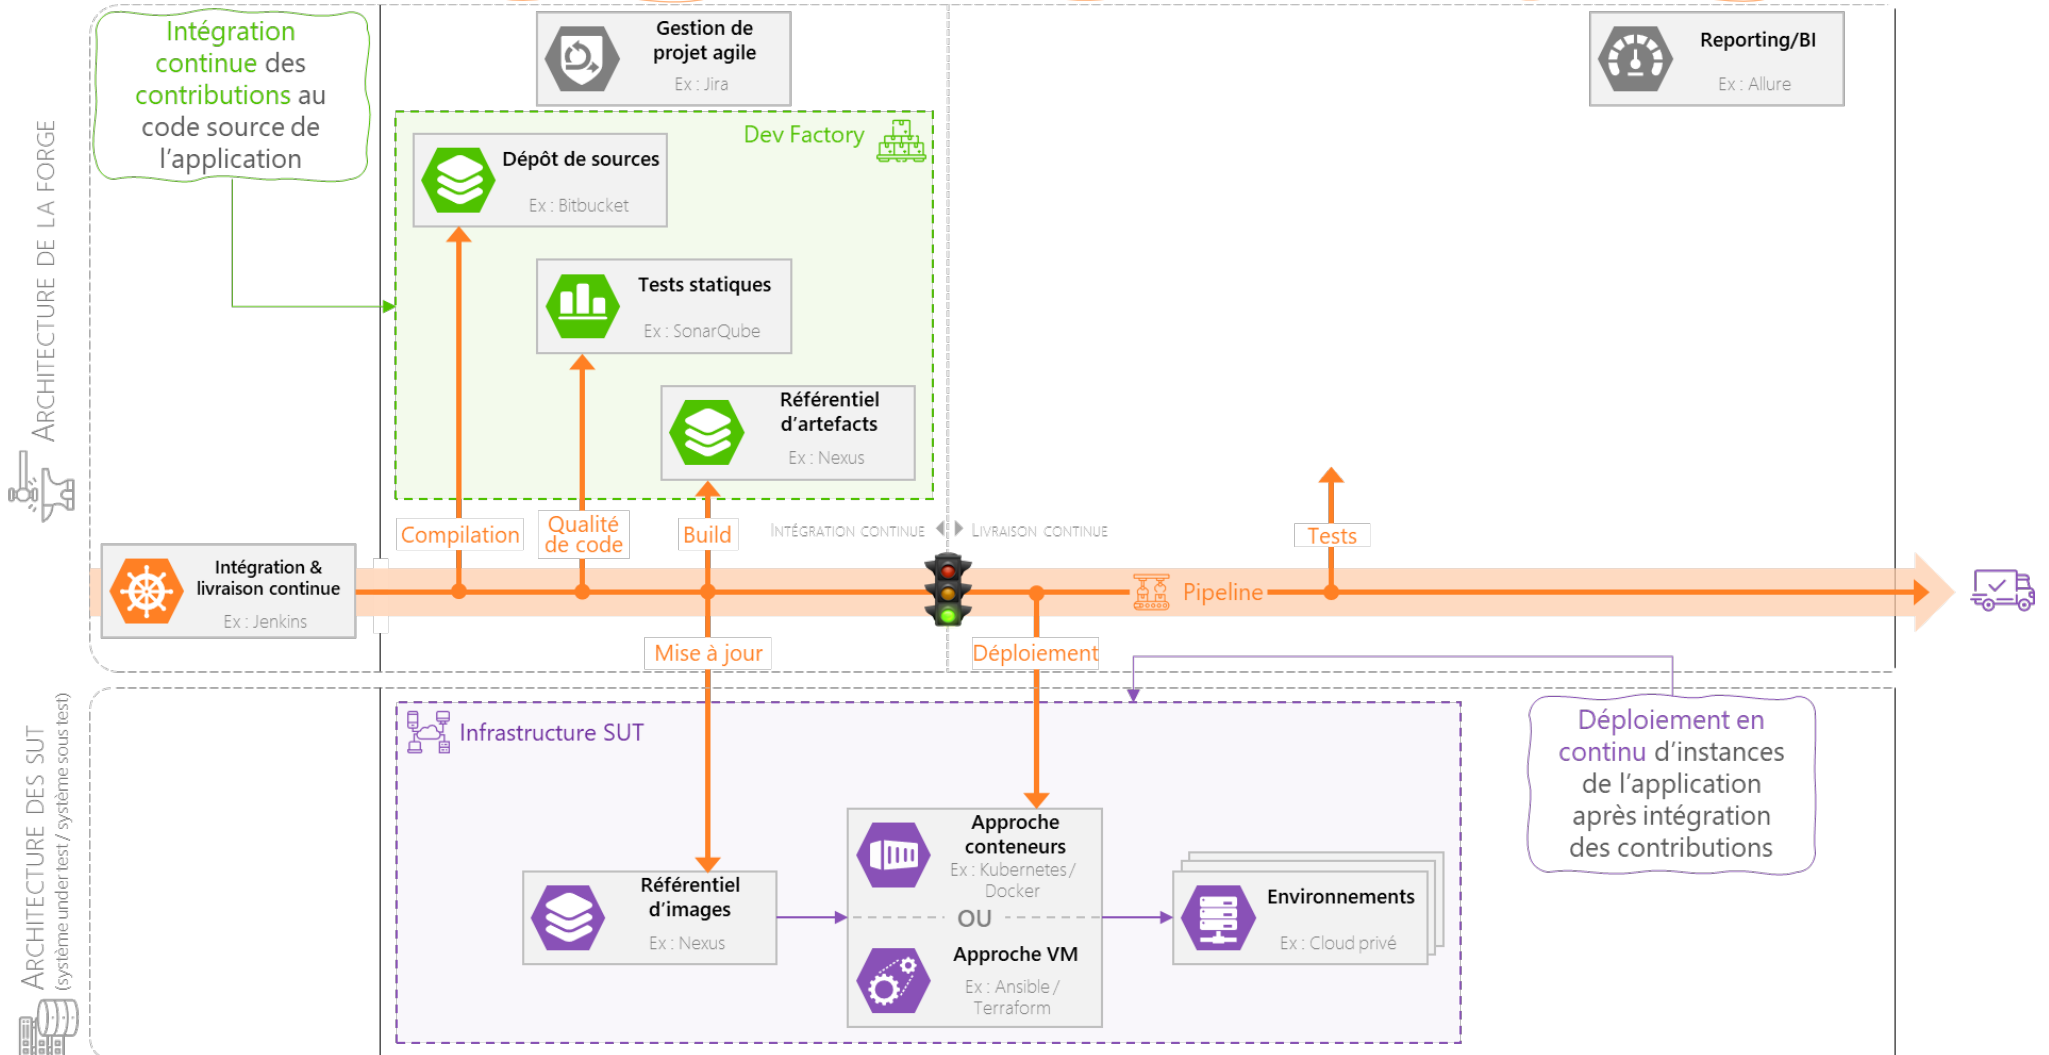 Intégration
continue des
contributions au
code source de
l'application
Gestion de
projet agile
Ex : Jira
Reporting/BI
Ex : Allure
ARCHITECTURE DE LA FORGE
Dev Factory
Dépôt de sources
Ex : Bitbucket
Tests statiques
Ex : SonarQube
Référentiel
d'artefacts
Ex : Nexus
Compilation
Qualité
de code
Build
INTÉGRATION CONTINUE
LIVRAISON CONTINUE
Tests
Intégration &
livraison continue
Ex : Jenkins
Pipeline
Mise à jour
Déploiement
ARCHITECTURE DES SUT
(système under test / système sous test)
Infrastructure SUT
Déploiement en
continu d'instances
de l'application
après intégration
des contributions
Référentiel
d'images
Ex : Nexus
Approche
conteneurs
Ex : Kubernetes /
Docker
OU
Approche VM
Ex : Ansible /
Terraform
Environnements
Ex : Cloud privé